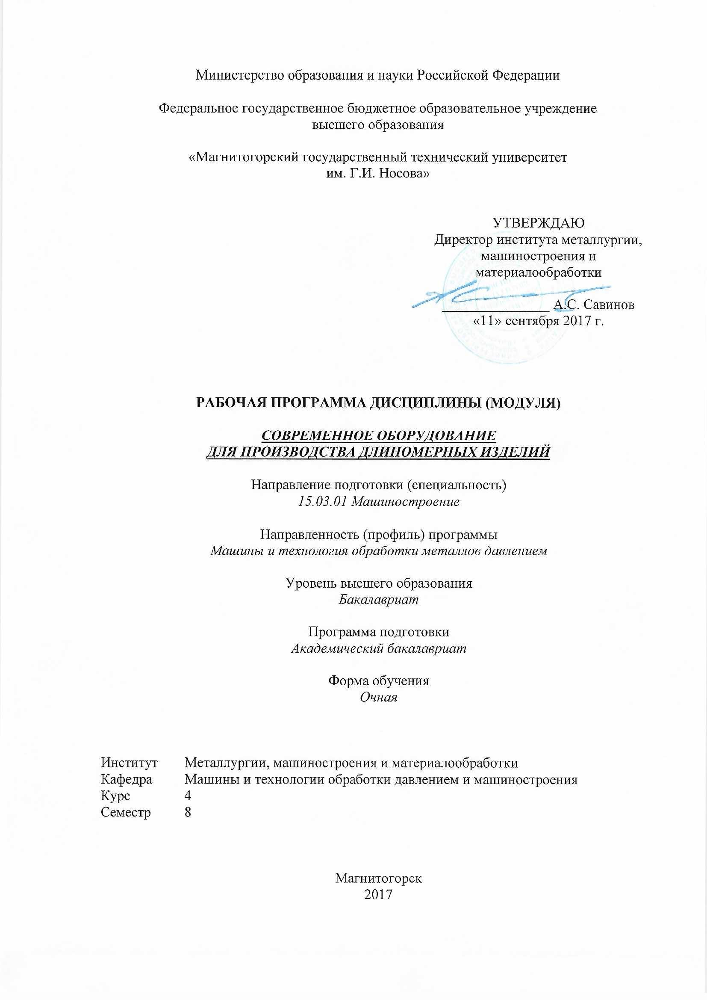 Министерство образования и науки Российской Федерации
Федеральное государственное бюджетное образовательное учреждение
высшего образования
«Магнитогорский государственный технический университет
им. Г.И. Носова»
УТВЕРЖДАЮ
Директор института металлургии,
машиностроения и
материалообработки
А.С. Савинов
«11» сентября 2017 г.
РАБОЧАЯ ПРОГРАММА ДИСЦИПЛИНЫ (МОДУЛЯ)
СОВРЕМЕННОЕ ОБОРУДОВАНИЕ
ДЛЯ ПРОИЗВОДСТВА ДЛИНОМЕРНЫХ ИЗДЕЛИЙ
Направление подготовки (специальность)
15.03.01 Машиностроение
Направленность (профиль) программы
Машины и технология обработки металлов давлением
Уровень высшего образования
Бакалавриат
Программа подготовки
Академический бакалавриат
Форма обучения
Очная
Институт Металлургии, машиностроения и материалообработки
Кафедра Машины и технологии обработки давлением и машиностроения
Курс 4
Семестр 8
Магнитогорск
2017